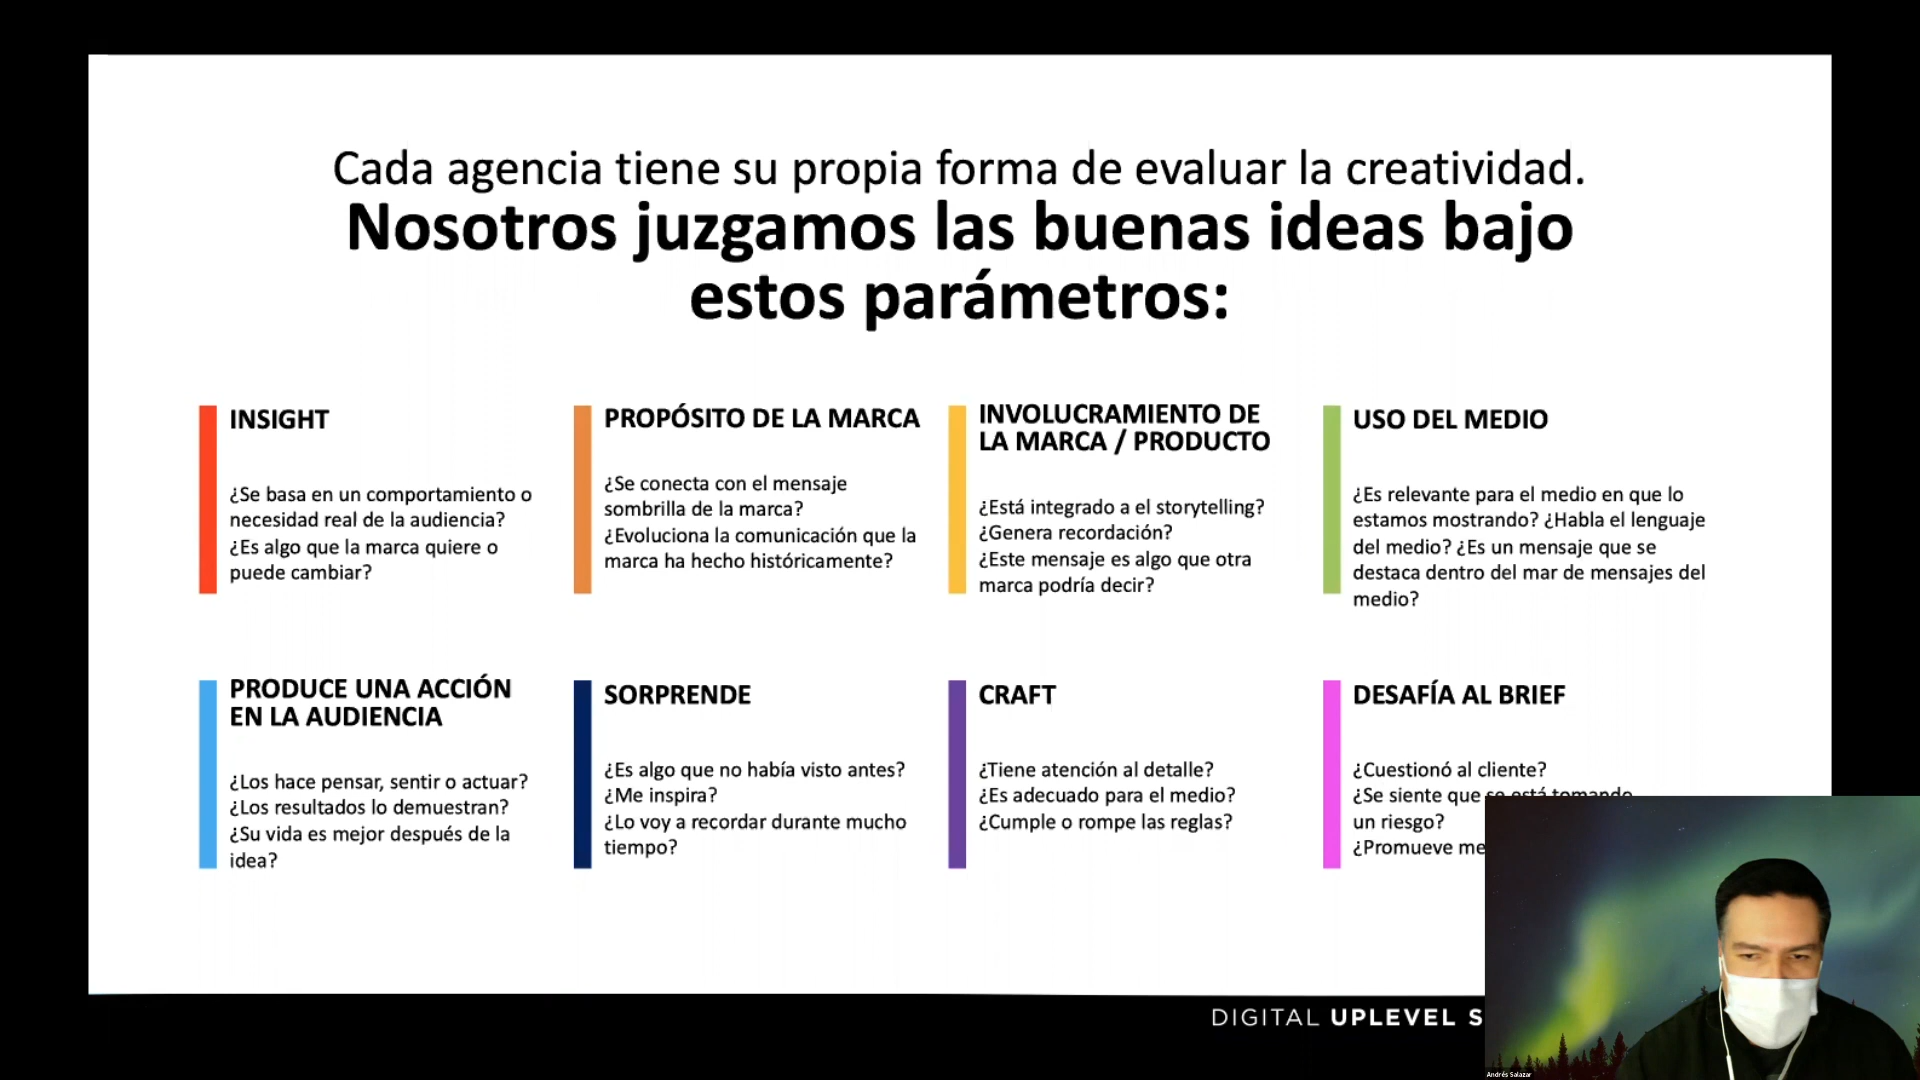 Cada agencia tiene su propia forma de evaluar la creatividad.
Nosotros juzgamos las buenas ideas bajo
estos parámetros:
INSIGHT
¿Se basa en un comportamiento o
necesidad real de la audiencia?
¿Es algo que la marca quiere o
puede cambiar?
PROPÓSITO DE LA MARCA
¿Se conecta con el mensaje
sombrilla de la marca?
¿Evoluciona la comunicación que la
marca ha hecho históricamente?
INVOLUCRAMIENTO DE
LA MARCA / PRODUCTO
¿Está integrado a el storytelling?
¿Genera recordación?
¿Este mensaje es algo que otra
marca podría decir?
USO DEL MEDIO
¿Es relevante para el medio en que lo
estamos mostrando? ¿Habla el lenguaje
del medio? ¿Es un mensaje que se
destaca dentro del mar de mensajes del
medio?
PRODUCE UNA ACCIÓN
EN LA AUDIENCIA
¿Los hace pensar, sentir o actuar?
¿Los resultados lo demuestran?
¿Su vida es mejor después de la
idea?
SORPRENDE
¿Es algo que no había visto antes?
¿Me inspira?
¿Lo voy a recordar durante mucho
tiempo?
CRAFT
¿Tiene atención al detalle?
¿Es adecuado para el medio?
¿Cumple o rompe las reglas?
DESAFÍA AL BRIEF
¿Cuestionó al cliente?
¿Se siente que se está tomando
un riesgo?
¿Promueve
DIGITAL UPLEVEL
Andrés Salazar